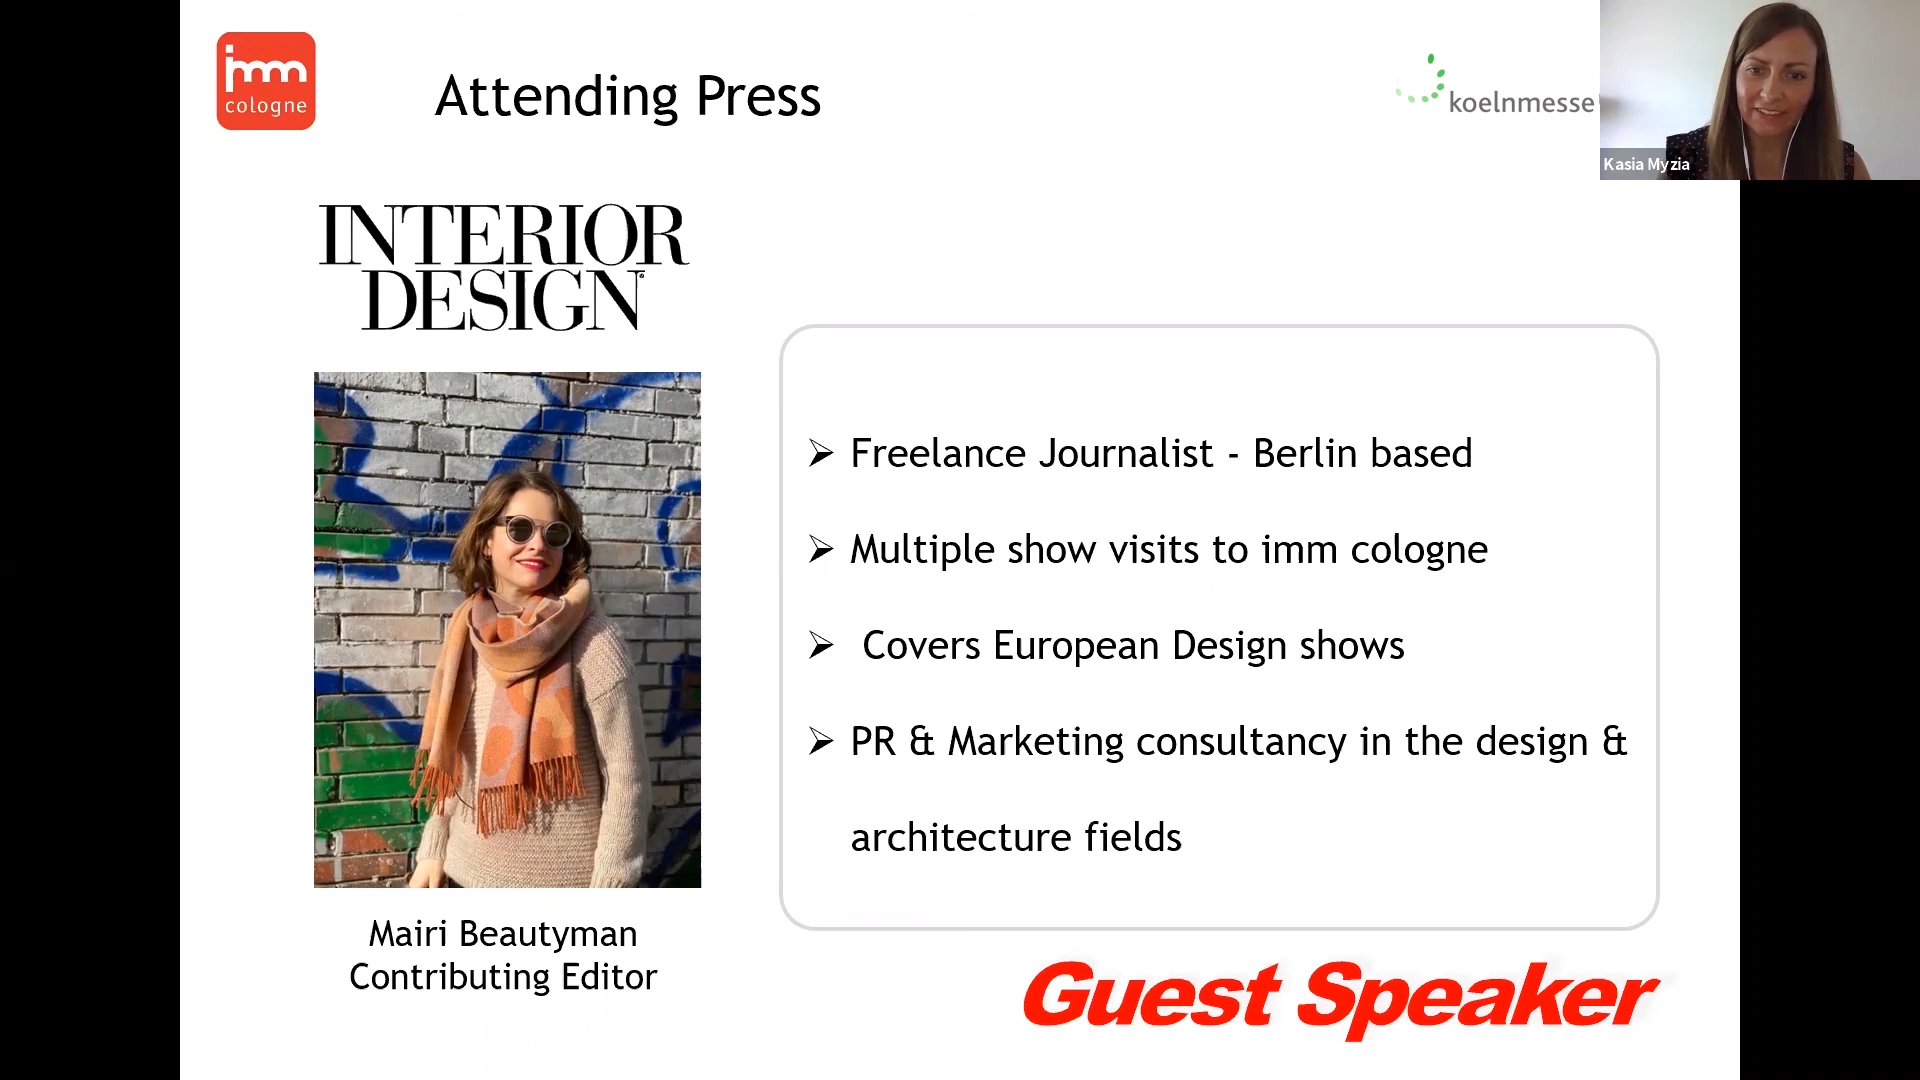 imm
cologne
Attending Press
koelnmesse
Kasia Myzia
INTERIOR
DESIGN®
➢ Freelance Journalist - Berlin based
➢ Multiple show visits to imm cologne
➢ Covers European Design shows
➢ PR & Marketing consultancy in the design &
architecture fields
Mairi Beautyman
Contributing Editor
Guest Speaker